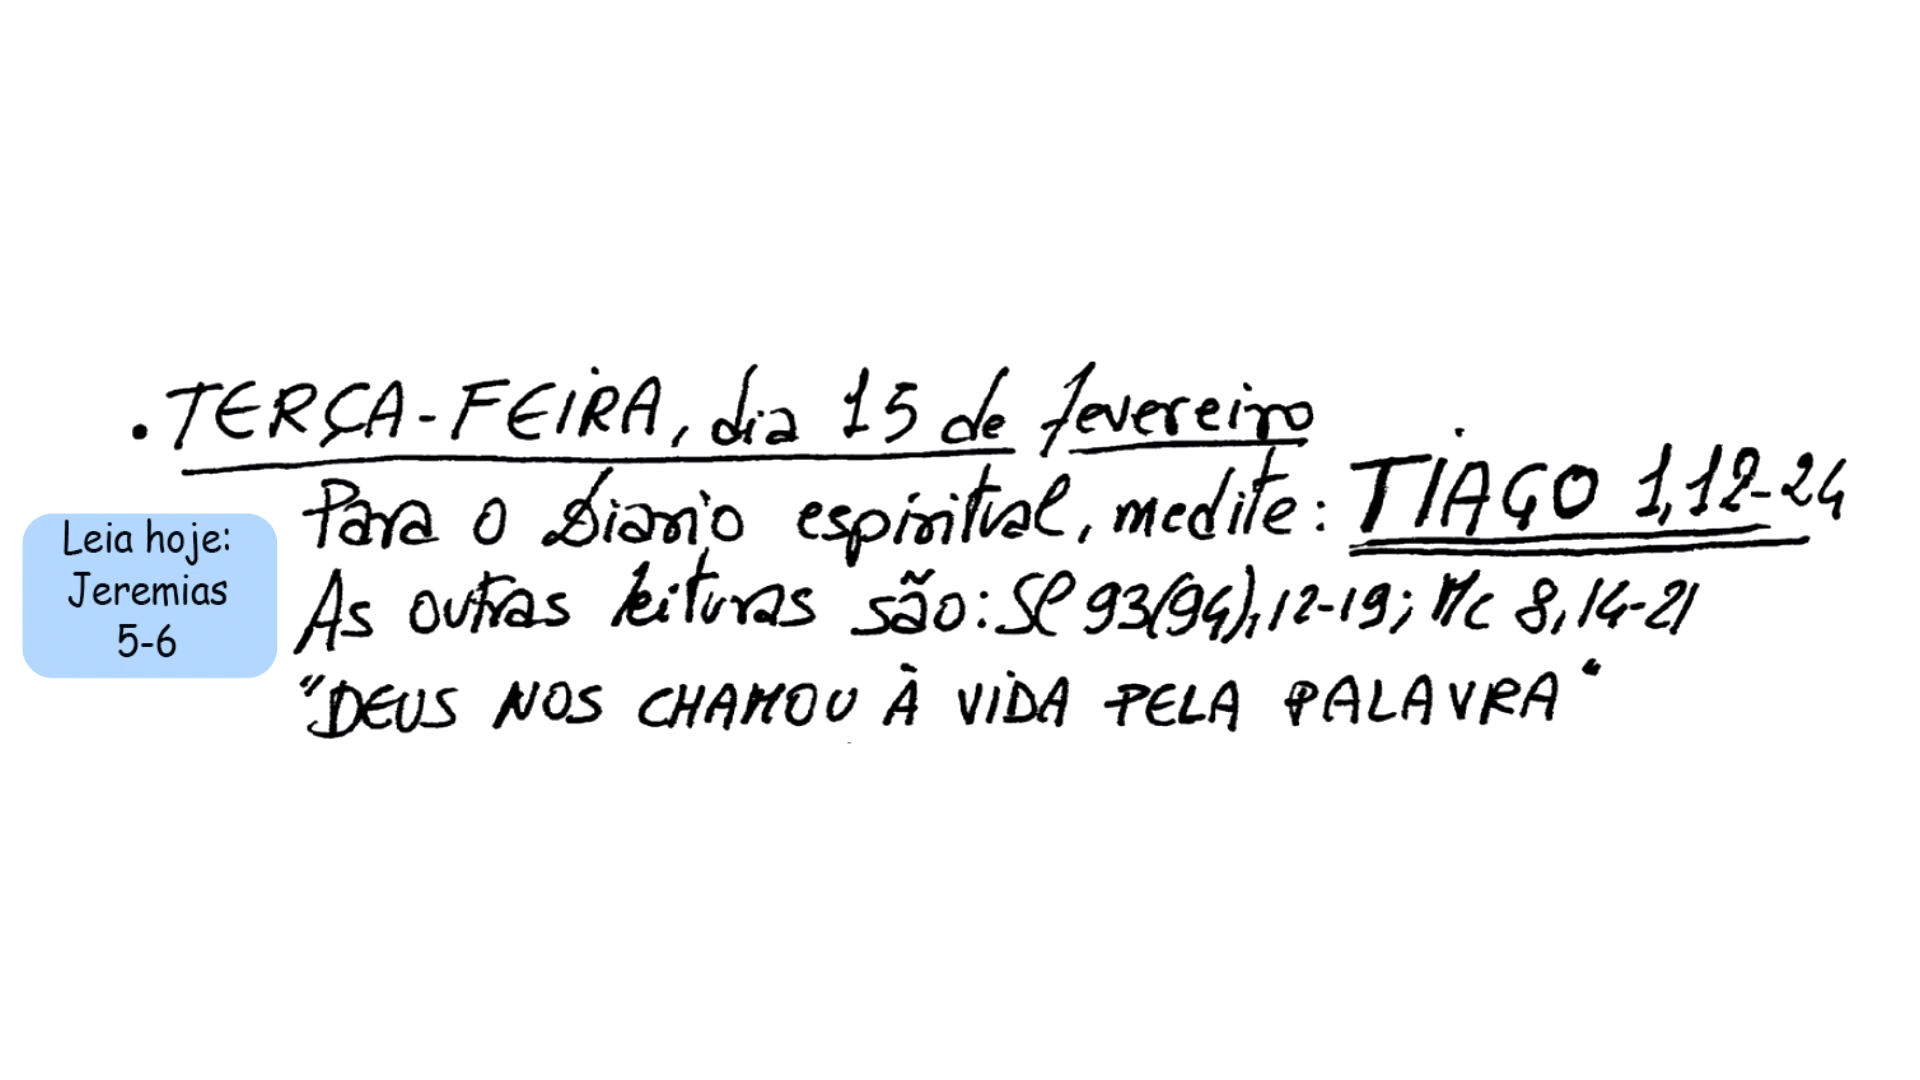 . TERÇA-FEIRA, dia 15 de fevereiro
Para o Diario espiritual, medite: TIAGO 1,12-24
As outras leituras são: Sl 93(94),12-19; Mc 8,14-21
"DEUS NOS CHAMOU À VIDA PELA PALAVRA"
Leia hoje:
Jeremias
5-6